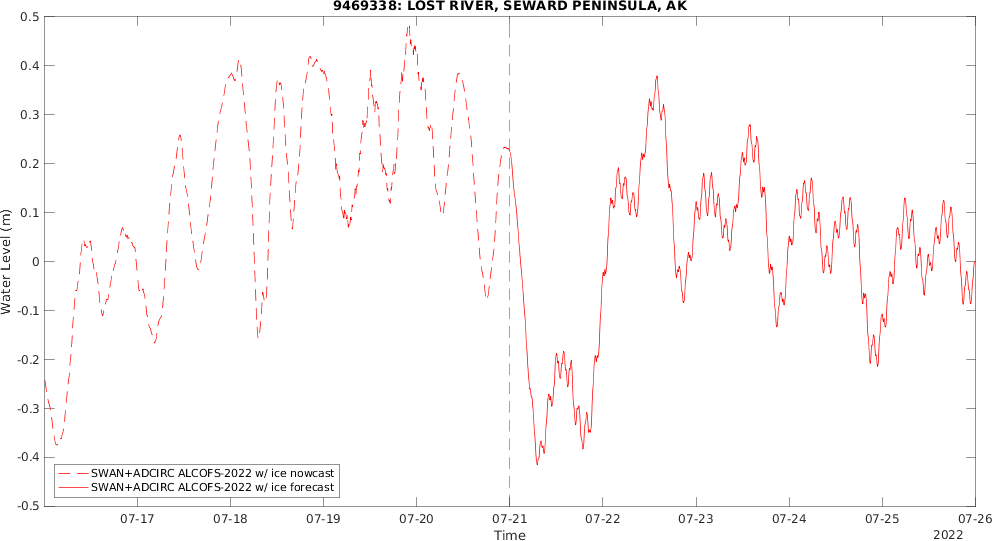 9469338: LOST RIVER, SEWARD PENINSULA, AK
0.5
0.4
0.3
0.2
0.1
0
-0.1
-0.2
-0.3
-0.4
-0.5
Water Level (m)
SWAN+ADCIRC ALCOFS-2022 w/ ice nowcast
SWAN+ADCIRC ALCOFS-2022 w/ ice forecast
07-17 07-18 07-19 07-20 07-21 07-22 07-23 07-24 07-25 07-26
Time
2022